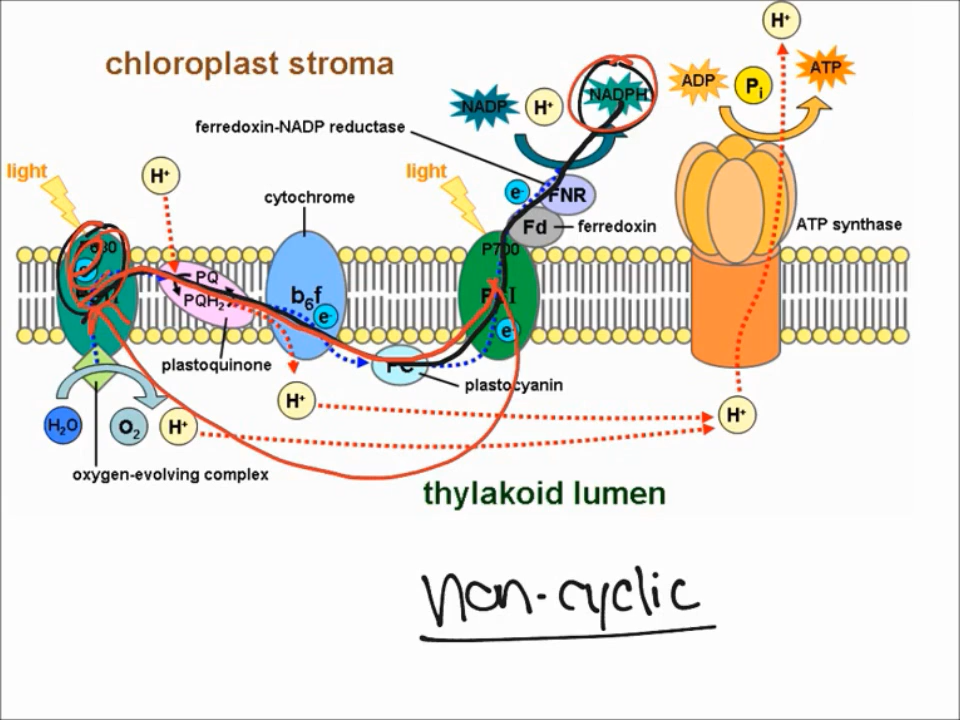 chloroplast stroma
H⁺
NADP
H⁺
NADPH
ADP
Pᵢ
ATP
ferredoxin-NADP reductase
light
H⁺
light
cytochrome
e⁻
FNR
Fd
ferredoxin
ATP synthase
P700
PQ
PQH₂
b₆f
e⁻
e⁻
plastoquinone
plastocyanin
H⁺
H⁺
H₂O
O₂
H⁺
oxygen-evolving complex
thylakoid lumen
non-cyclic